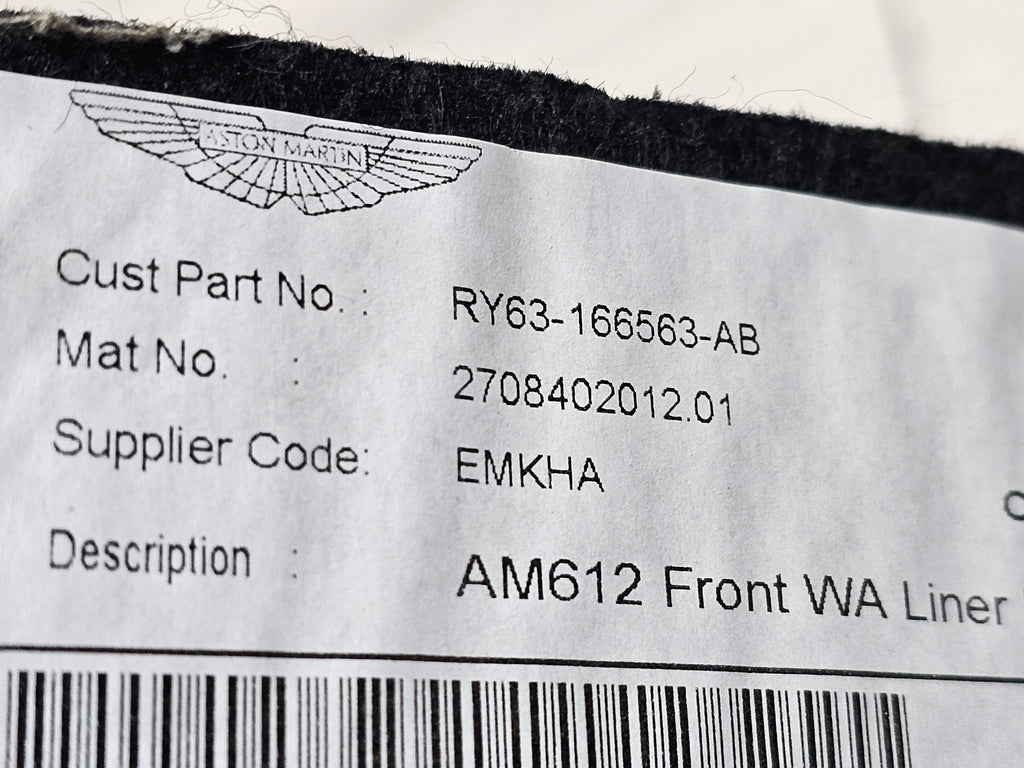 ASTON MARTIN
Cust Part No. : RY63-166563-AB
Mat No. : 2708402012.01
Supplier Code: EMKHA
Description : AM612 Front WA Liner